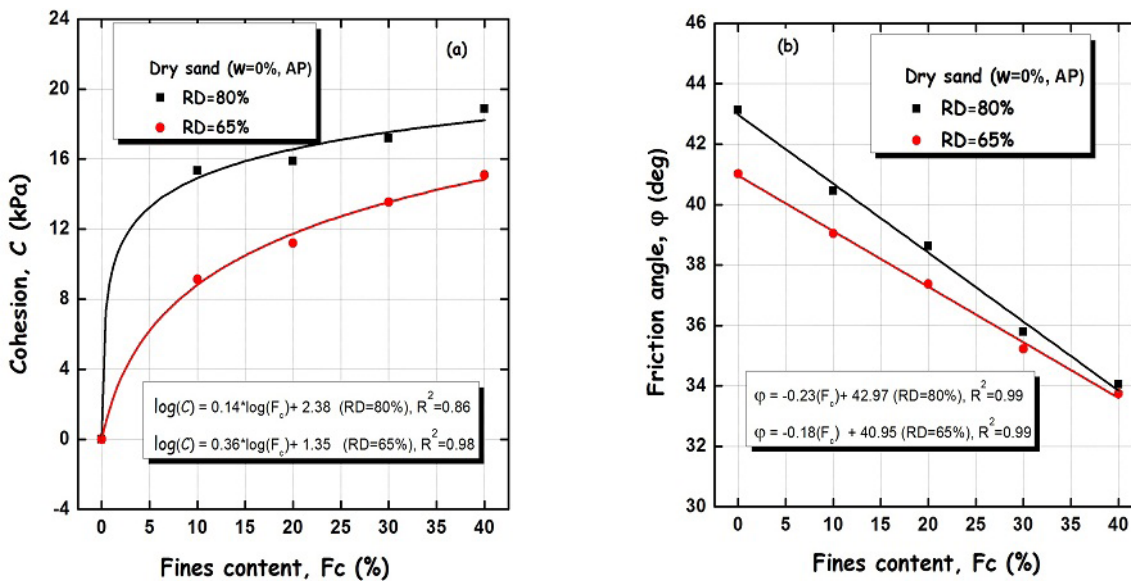 (a)
Dry sand (W=0%, AP)
RD=80%
RD=65%
24
20
16
12
8
4
0
-4
Cohesion, C (kPa)
log(C) = 0.14*log(F_c)+ 2.38 (RD=80%), R²=0.86
log(C) = 0.36*log(F_c)+ 1.35 (RD=65%), R²=0.98
0 5 10 15 20 25 30 35 40
Fines content, Fc (%)
(b)
Dry sand (W=0%, AP)
RD=80%
RD=65%
46
44
42
40
38
36
34
32
30
Friction angle, φ (deg)
φ = -0.23(F_c)+ 42.97 (RD=80%), R²=0.99
φ = -0.18(F_c) + 40.95 (RD=65%), R²=0.99
0 5 10 15 20 25 30 35 40
Fines content, Fc (%)